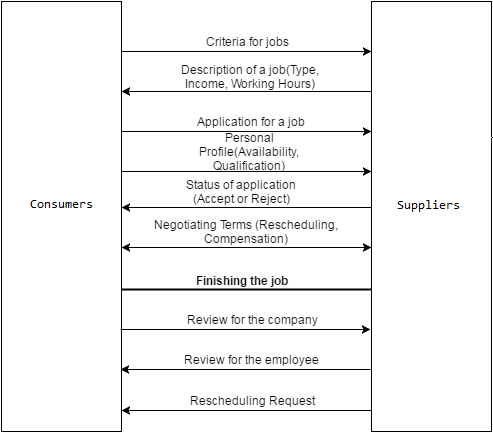 Criteria for jobs
Description of a job(Type,
Income, Working Hours)
Application for a job
Personal
Profile(Availability,
Qualification)
Status of application
(Accept or Reject)
Consumers
Suppliers
Negotiating Terms (Rescheduling,
Compensation)
Finishing the job
Review for the company
Review for the employee
Rescheduling Request